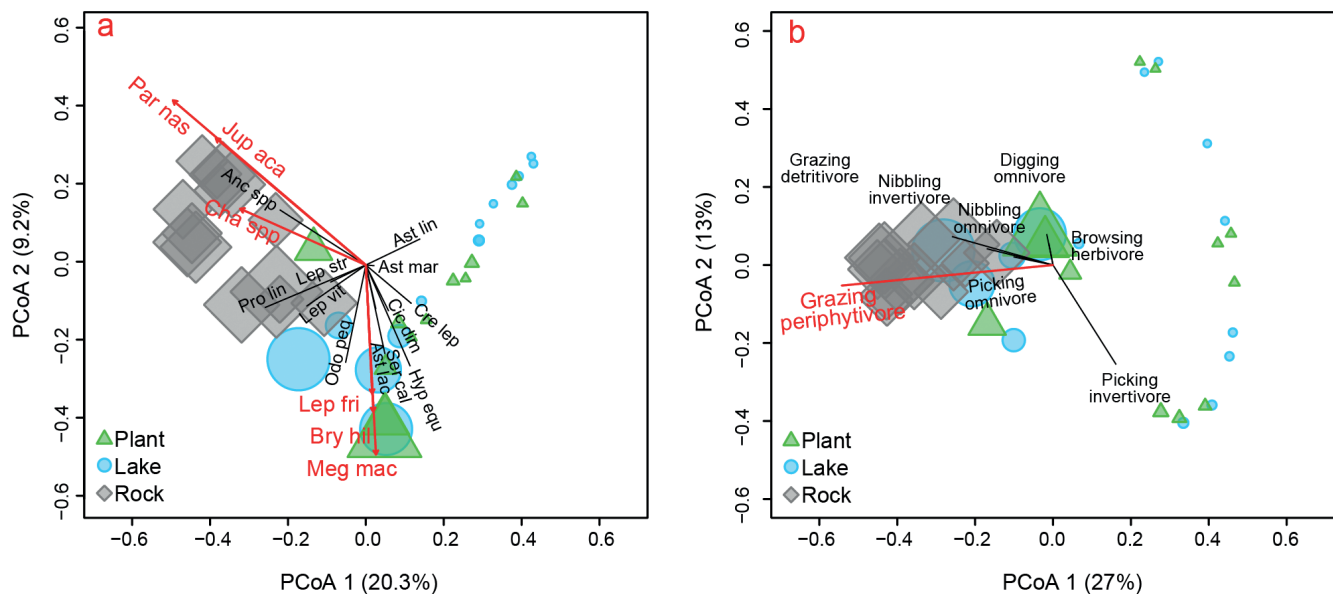 a
0.6
0.4
0.2
0.0
−0.2
−0.4
−0.6
PCoA 2 (9.2%)
Par nas
Jup aca
Anc spp
Cha spp
Ast lin
Ast mar
Lep str
Pro lin
Lep vit
Cre lep
Cic dim
Odo peq
Ser cal
Ast lac
Hyp equ
Lep fri
Bry hil
Meg mac
Plant
Lake
Rock
−0.6 −0.4 −0.2 0.0 0.2 0.4 0.6
PCoA 1 (20.3%)
b
0.6
0.4
0.2
0.0
−0.2
−0.4
−0.6
PCoA 2 (13%)
Grazing
detritivore
Digging
omnivore
Nibbling
invertivore
Nibbling
omnivore
Browsing
herbivore
Picking
omnivore
Grazing
periphytivore
Picking
invertivore
Plant
Lake
Rock
−0.6 −0.4 −0.2 0.0 0.2 0.4 0.6
PCoA 1 (27%)